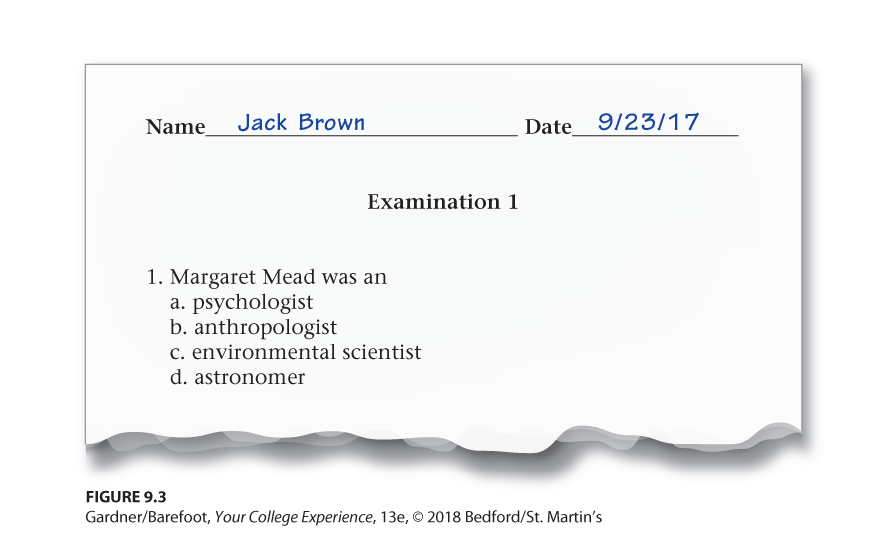 Name Jack Brown Date 9/23/17
Examination 1
1. Margaret Mead was an
a. psychologist
b. anthropologist
c. environmental scientist
d. astronomer
FIGURE 9.3
Gardner/Barefoot, Your College Experience, 13e, © 2018 Bedford/St. Martin’s